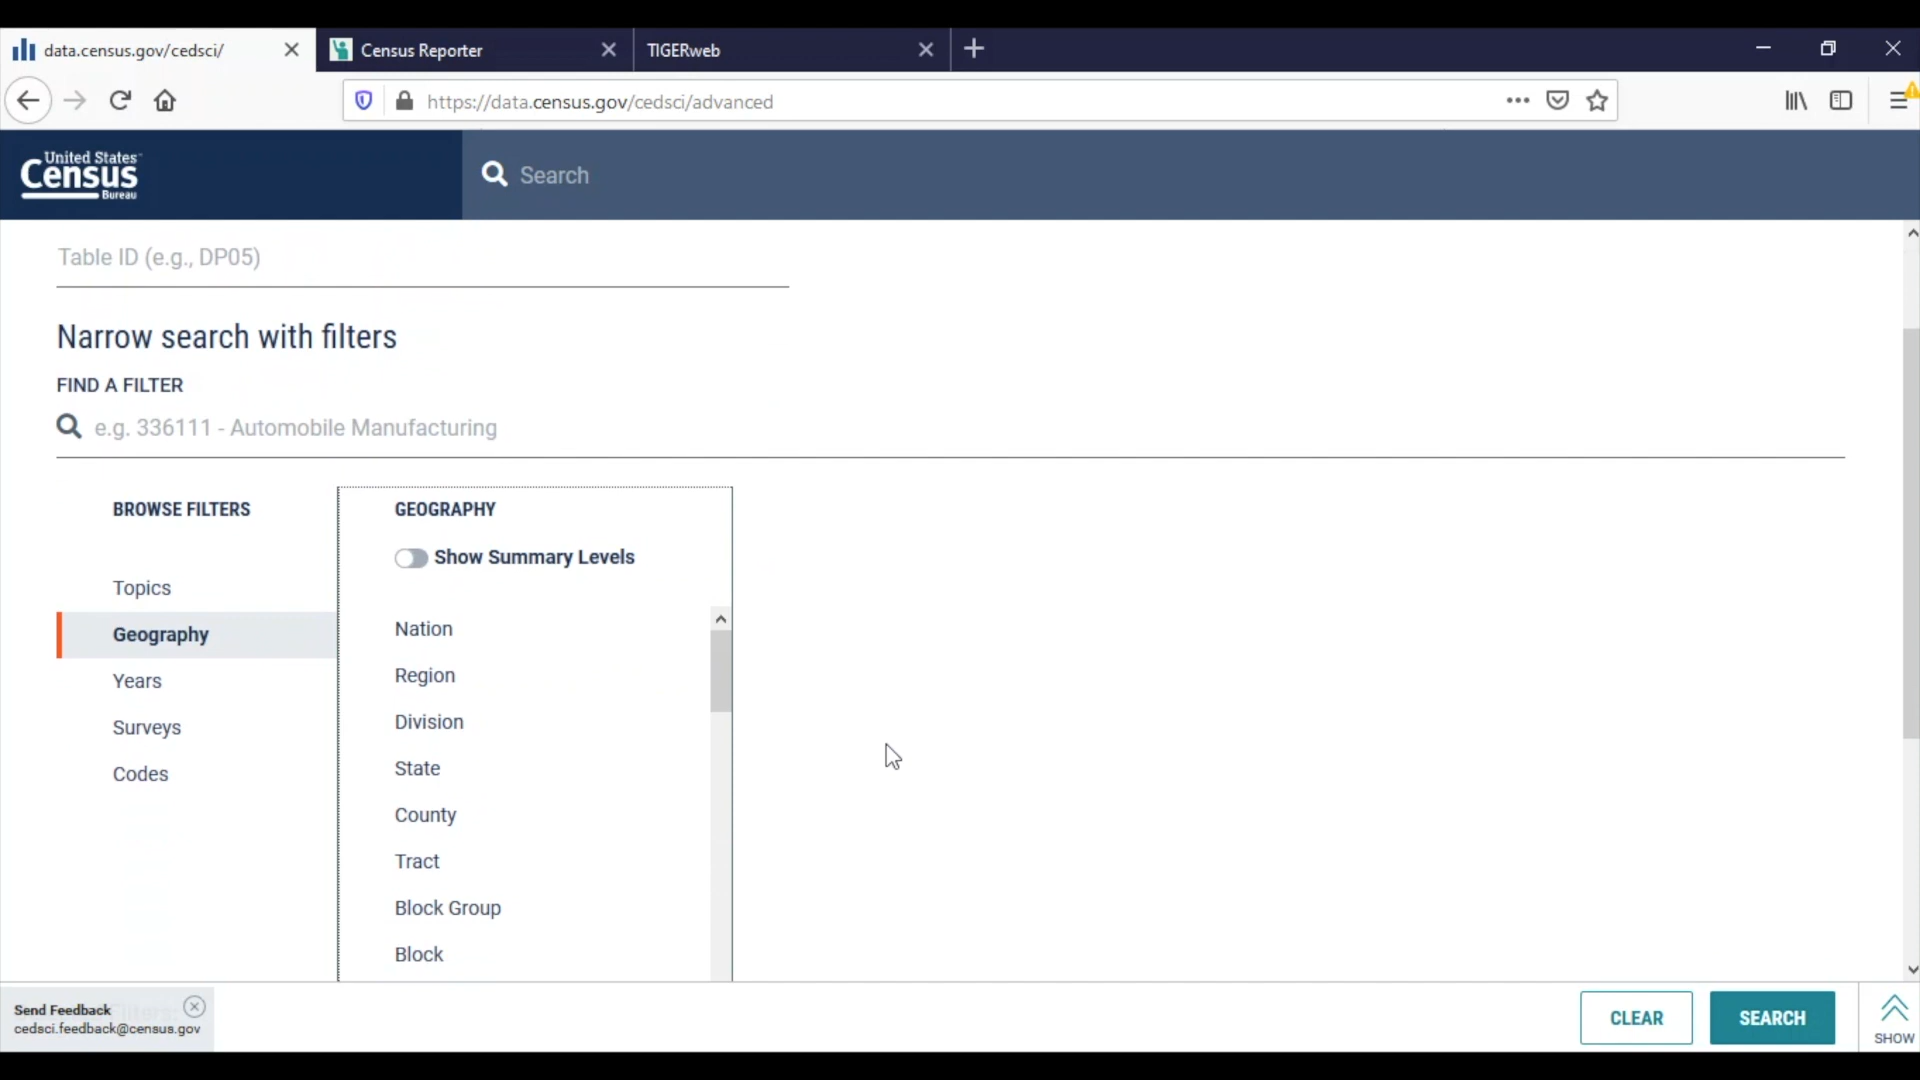 data.census.gov/cedsci/
Census Reporter
TIGERweb
https://data.census.gov/cedsci/advanced
United States™
Census
Bureau
Search
Table ID (e.g., DP05)
Narrow search with filters
FIND A FILTER
e.g. 336111 - Automobile Manufacturing
BROWSE FILTERS
Topics
Geography
Years
Surveys
Codes
GEOGRAPHY
Show Summary Levels
Nation
Region
Division
State
County
Tract
Block Group
Block
Send Feedback
cedsci.feedback@census.gov
CLEAR
SEARCH
SHOW